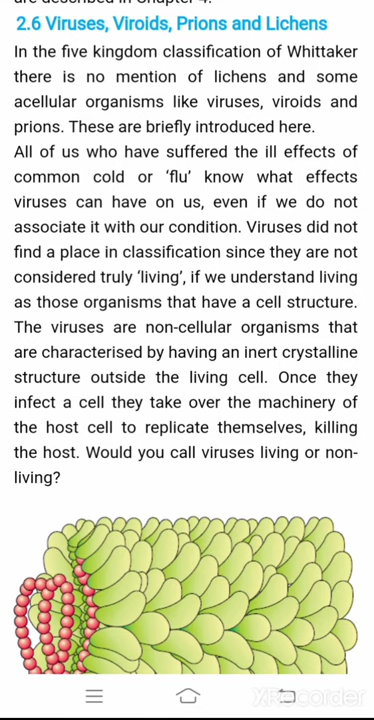 are described in Chapter 4.
2.6 Viruses, Viroids, Prions and Lichens
In the five kingdom classification of Whittaker
there is no mention of lichens and some
acellular organisms like viruses, viroids and
prions. These are briefly introduced here.
All of us who have suffered the ill effects of
common cold or ‘flu’ know what effects
viruses can have on us, even if we do not
associate it with our condition. Viruses did not
find a place in classification since they are not
considered truly ‘living’, if we understand living
as those organisms that have a cell structure.
The viruses are non-cellular organisms that
are characterised by having an inert crystalline
structure outside the living cell. Once they
infect a cell they take over the machinery of
the host cell to replicate themselves, killing
the host. Would you call viruses living or non-
living?
XRecorder